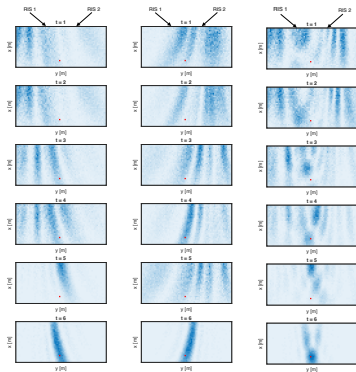 RIS 1 RIS 2
t = 1
x [m]
y [m]
t = 2
x [m]
y [m]
t = 3
x [m]
y [m]
t = 4
x [m]
y [m]
t = 5
x [m]
y [m]
t = 6
x [m]
y [m]
RIS 1 RIS 2
t = 1
x [m]
y [m]
t = 2
x [m]
y [m]
t = 3
x [m]
y [m]
t = 4
x [m]
y [m]
t = 5
x [m]
y [m]
t = 6
x [m]
y [m]
RIS 1 RIS 2
t = 1
x [m]
y [m]
t = 2
x [m]
y [m]
t = 3
x [m]
y [m]
t = 4
x [m]
y [m]
t = 5
x [m]
y [m]
t = 6
x [m]
y [m]